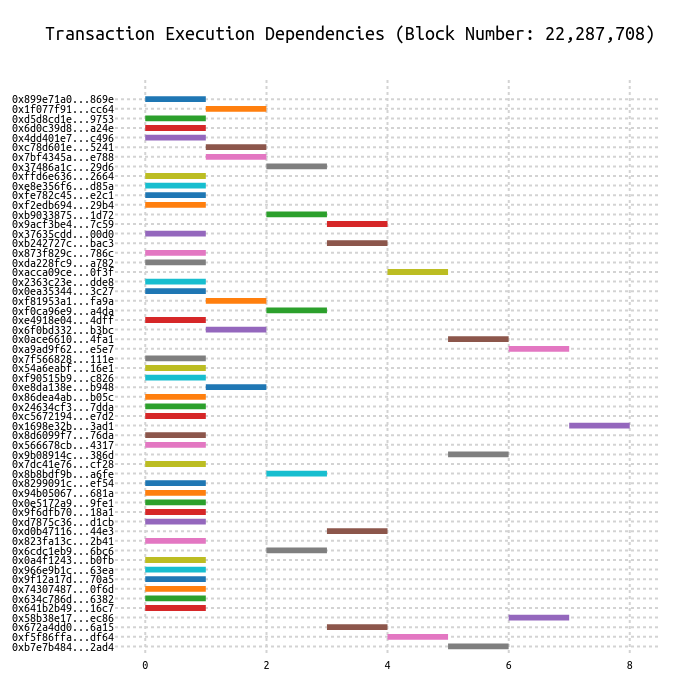 Transaction Execution Dependencies (Block Number: 22,287,708)
0x899e71a0...869e
0x1f077f91...cc64
0xd5d8cd1e...9753
0x6d0c39d8...a24e
0x4dd401e7...c496
0xc78d601e...5241
0x7bf4345a...e788
0x37486a1c...29d6
0xffd6e636...2664
0xe8e356f6...d85a
0xfe782c45...e2c1
0xf2edb694...29b4
0xb9033875...1d72
0x9acf3be4...7c59
0x37635cdd...00d0
0xb242727c...bac3
0x873f829c...786c
0xda228fc9...a782
0xacca09ce...0f3f
0x2363c23e...dde8
0x0ea35344...3c27
0xf81953a1...fa9a
0xf0ca96e9...a4da
0xe4918e04...4dff
0x6f0bd332...b3bc
0x0ace6610...4fa1
0xa9ad9f62...e5e7
0x7f566828...111e
0x54a6eabf...16e1
0xf90515b9...c826
0xe8da138e...b948
0x86dea4ab...b05c
0x24634cf3...7dda
0xc5672194...e7d2
0x1698e32b...3ad1
0x8d6099f7...76da
0x566678cb...4317
0x9b08914c...386d
0x7dc41e76...cf28
0x8b8bdf9b...a6fe
0x8299091c...ef54
0x94b05067...681a
0x0e5172a9...9fe1
0x9f6dfb70...18a1
0xd7875c36...d1cb
0xd0b47116...44e3
0x823fa13c...2b41
0x6cdc1eb9...6bc6
0x0a4f1243...b0fb
0x966e9b1c...63ea
0x9f12a17d...70a5
0x74307487...0f6d
0x634c786d...6382
0x641b2b49...16c7
0x58b38e17...ec86
0x672a4dd0...6a15
0xf5f86ffa...df64
0xb7e7b484...2ad4
0 2 4 6 8